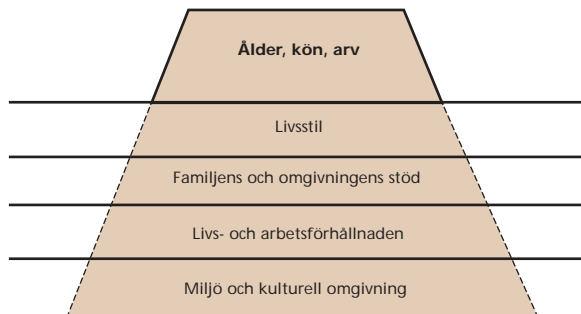 Ålder, kön, arv
Livsstil
Familjens och omgivningens stöd
Livs- och arbetsförhållnaden
Miljö och kulturell omgivning